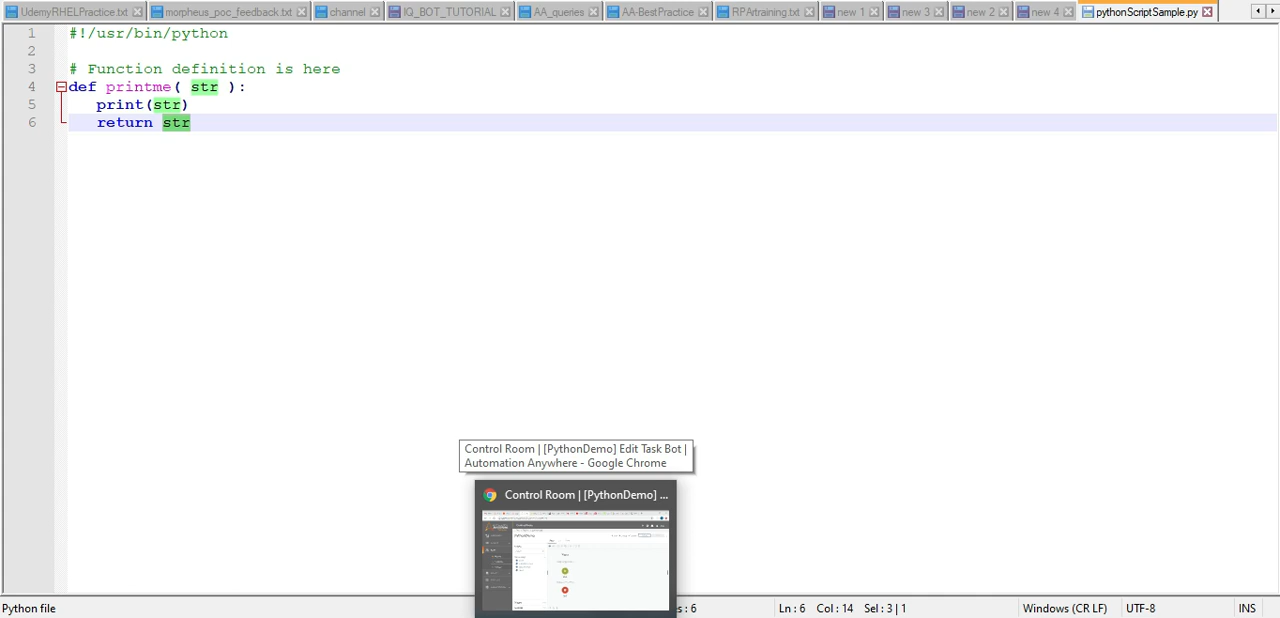 UdemyRHELPractice.txt morpheus_poc_feedback.txt channel IQ_BOT_TUTORIAL AA_queries AA-BestPractice RPArtraining.txt new 1 new 3 new 2 new 4 pythonScriptSample.py
1 #!/usr/bin/python
2
3 # Function definition is here
4 def printme( str ):
5 print(str)
6 return str
Control Room | [PythonDemo] Edit Task Bot |
Automation Anywhere - Google Chrome
Control Room | [PythonDemo] ...
Python file s : 6 Ln : 6 Col : 14 Sel : 3 | 1 Windows (CR LF) UTF-8 INS